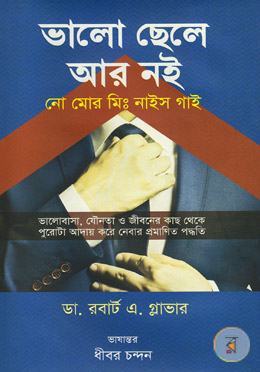 ভালো ছেলে
আর নই
নো মোর মিঃ নাইস গাই
ভালোবাসা, যৌনতা ও জীবনের কাছ থেকে
পুরোটা আদায় করে নেবার প্রমাণিত পদ্ধতি
ডা. রবার্ট এ. গ্লাভার
ভাষান্তর
ধীবর চন্দন